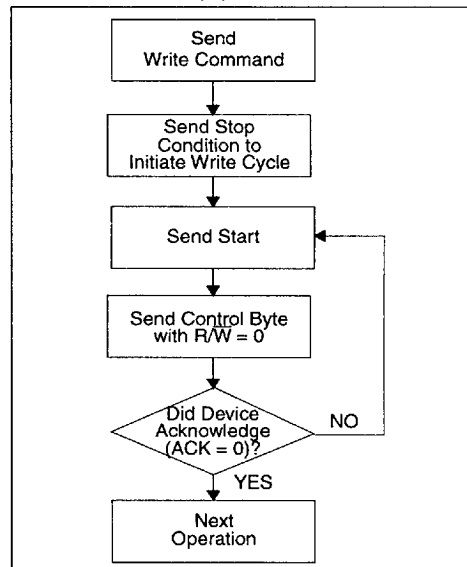 Send
Write Command
Send Stop
Condition to
Initiate Write Cycle
Send Start
Send Control Byte
with R/W̅ = 0
Did Device
Acknowledge
(ACK = 0)?
NO
YES
Next
Operation